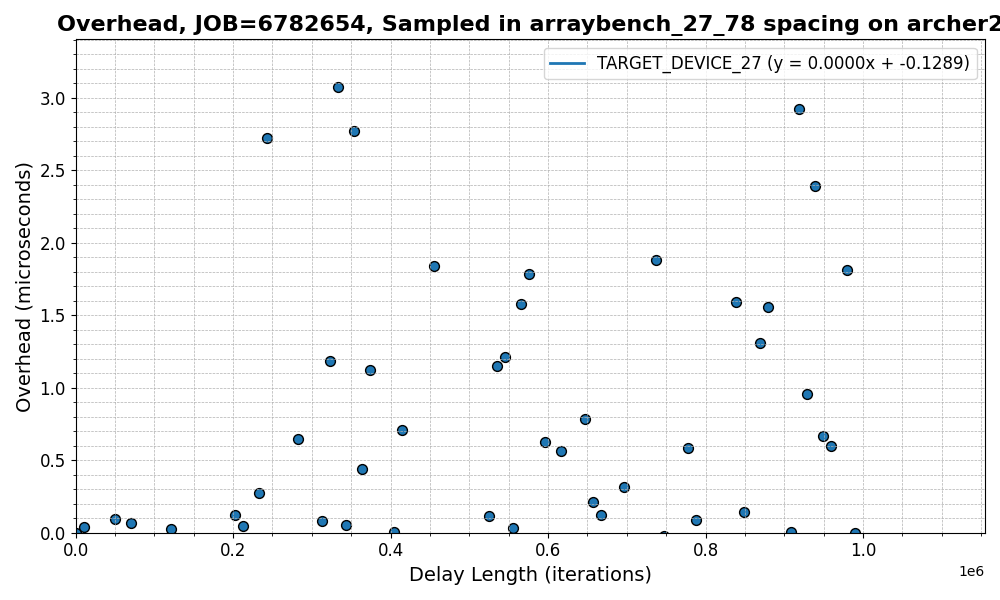 Overhead, JOB=6782654, Sampled in arraybench_27_78 spacing on archer2
TARGET_DEVICE_27 (y = 0.0000x + -0.1289)
Overhead (microseconds)
3.0
2.5
2.0
1.5
1.0
0.5
0.0
0.0 0.2 0.4 0.6 0.8 1.0
1e6
Delay Length (iterations)